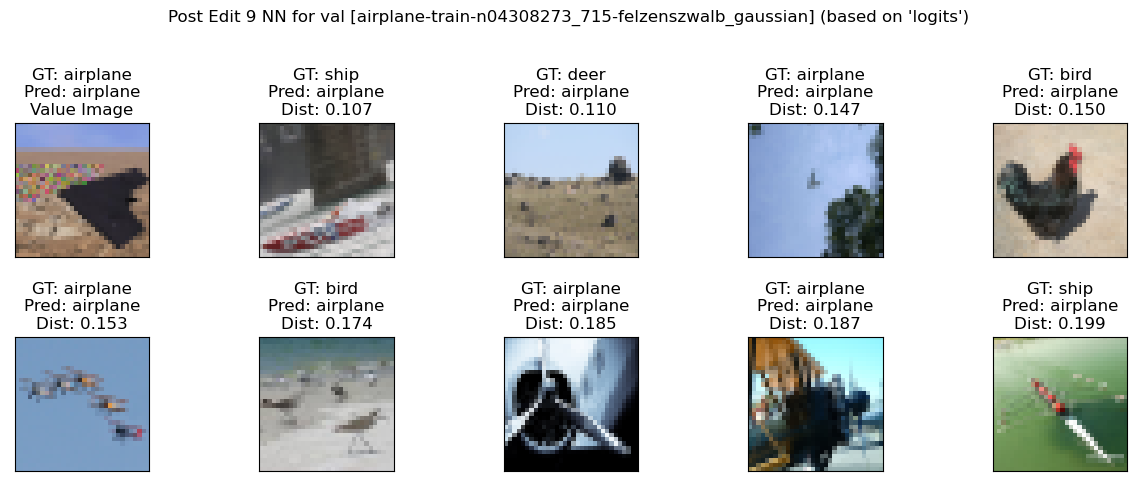 Post Edit 9 NN for val [airplane-train-n04308273_715-felzenszwalb_gaussian] (based on 'logits')
GT: airplane
Pred: airplane
Value Image
GT: ship
Pred: airplane
Dist: 0.107
GT: deer
Pred: airplane
Dist: 0.110
GT: airplane
Pred: airplane
Dist: 0.147
GT: bird
Pred: airplane
Dist: 0.150
GT: airplane
Pred: airplane
Dist: 0.153
GT: bird
Pred: airplane
Dist: 0.174
GT: airplane
Pred: airplane
Dist: 0.185
GT: airplane
Pred: airplane
Dist: 0.187
GT: ship
Pred: airplane
Dist: 0.199